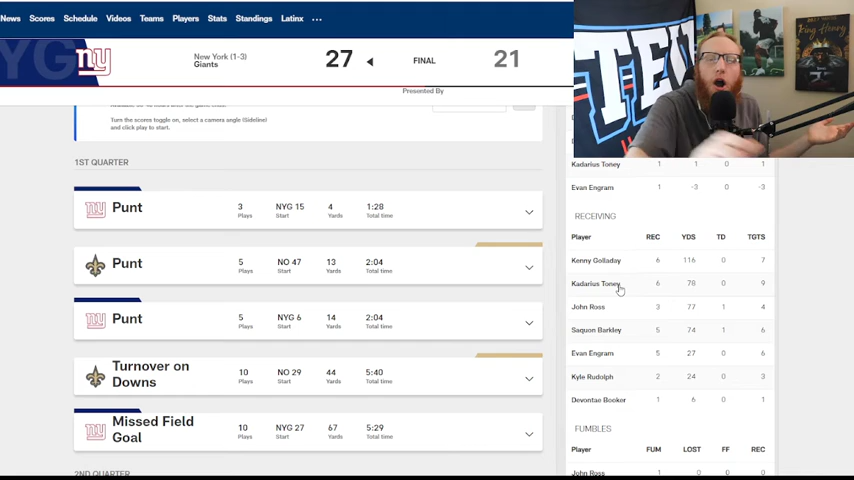 News Scores Schedule Videos Teams Players Stats Standings Latinx ...
New York (1-3)
Giants
27
FINAL
21
Presented By
Turn the scores toggle on, select a camera angle (Sideline)
and click play to start.
1ST QUARTER
Punt
3 NYG 15 4 1:28
Plays Start Yards Total time
Punt
5 NO 47 13 2:04
Plays Start Yards Total time
Punt
5 NYG 6 14 2:04
Plays Start Yards Total time
Turnover on
Downs
10 NO 29 44 5:40
Plays Start Yards Total time
Missed Field
Goal
10 NYG 27 67 5:29
Plays Start Yards Total time
2ND QUARTER
Kadarius Toney 1 1 0 1
Evan Engram 1 -3 0 -3
RECEIVING
Player REC YDS TD TGTS
Kenny Golladay 6 116 0 7
Kadarius Toney 6 78 0 9
John Ross 3 77 1 4
Saquon Barkley 5 74 1 6
Evan Engram 5 27 0 6
Kyle Rudolph 2 24 0 3
Devontae Booker 1 6 0 1
FUMBLES
Player FUM LOST FF REC
John Ross 1 0 0 0
TEN
King Henry